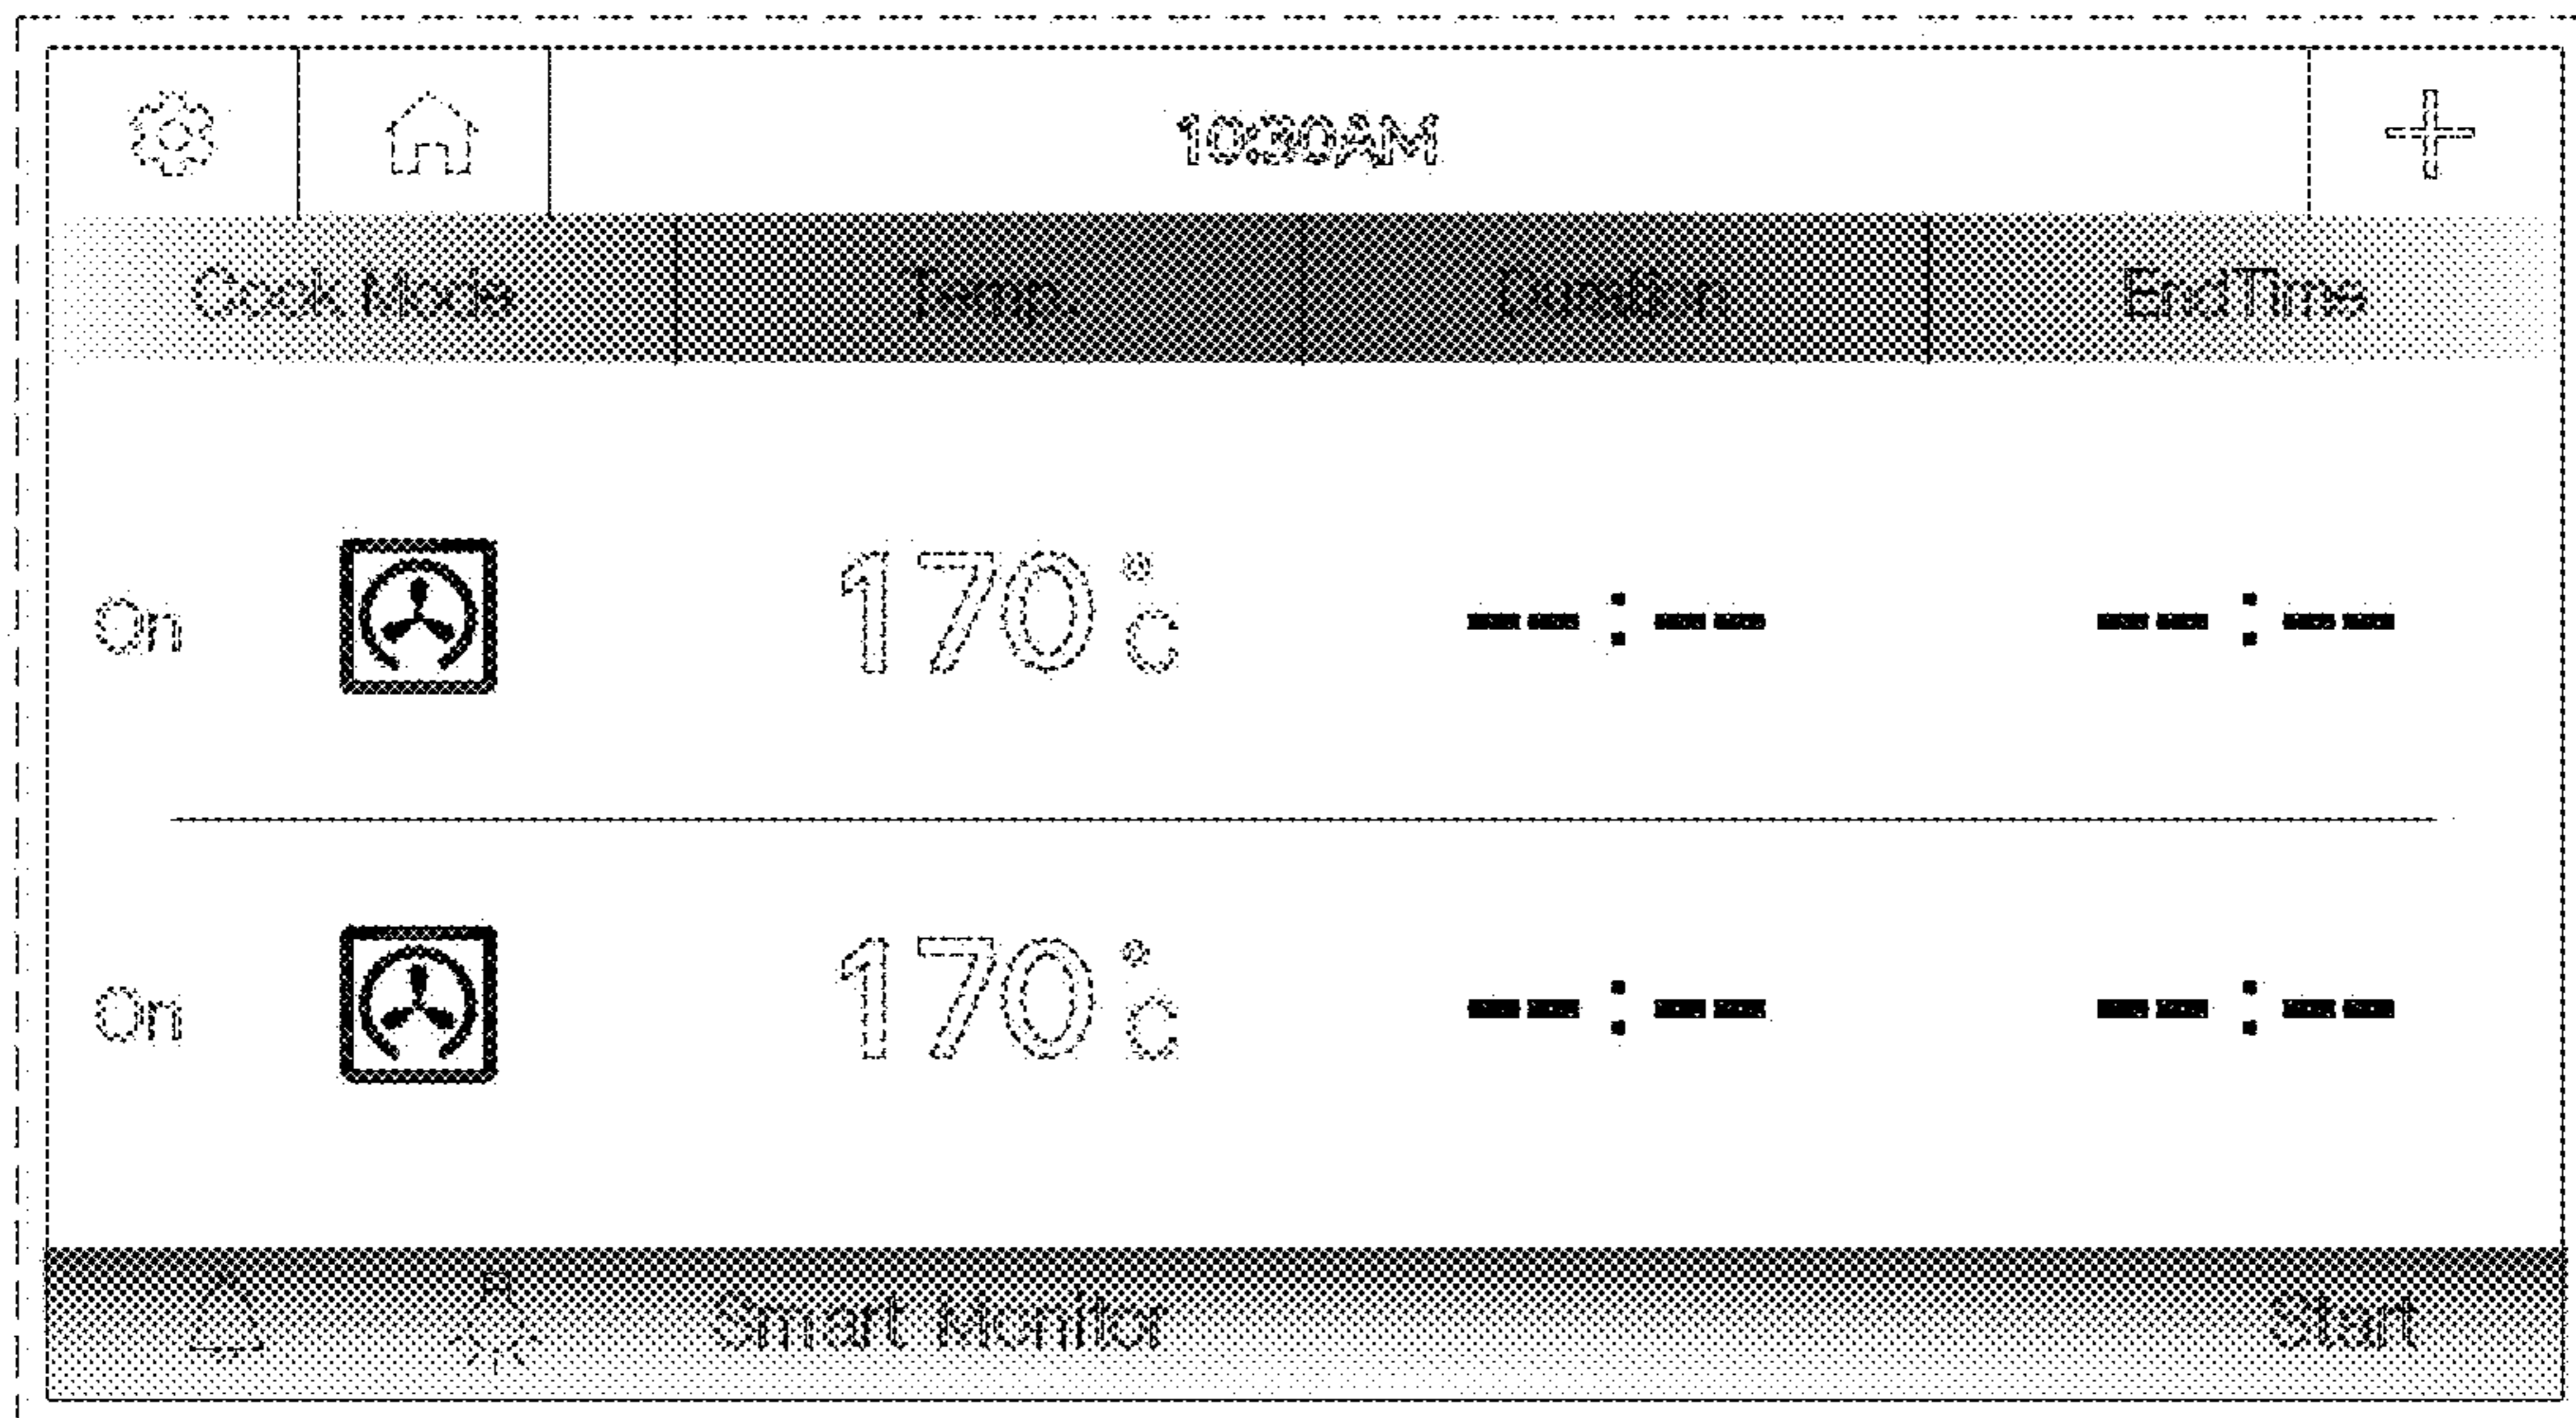 10:30AM
Cook Mode Temp. Duration End Time
On 170°C --:-- --:--
On 170°C --:-- --:--
Smart Monitor Start